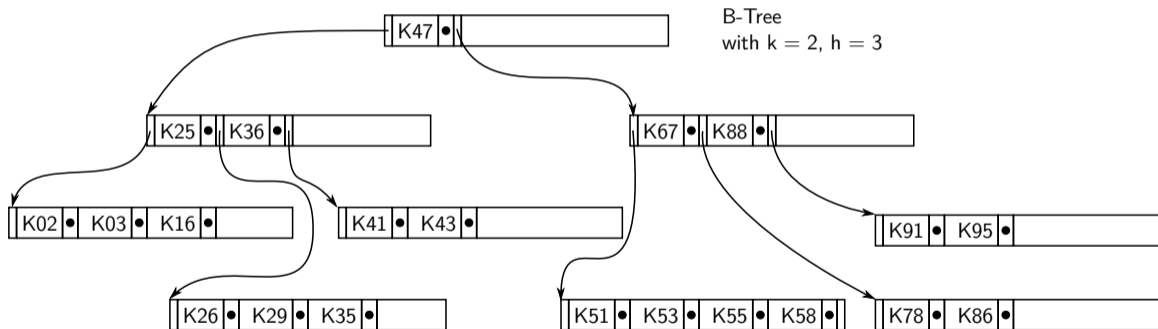 K47
B-Tree
with k = 2, h = 3
K25 K36
K67 K88
K02 K03 K16
K41 K43
K91 K95
K26 K29 K35
K51 K53 K55 K58
K78 K86